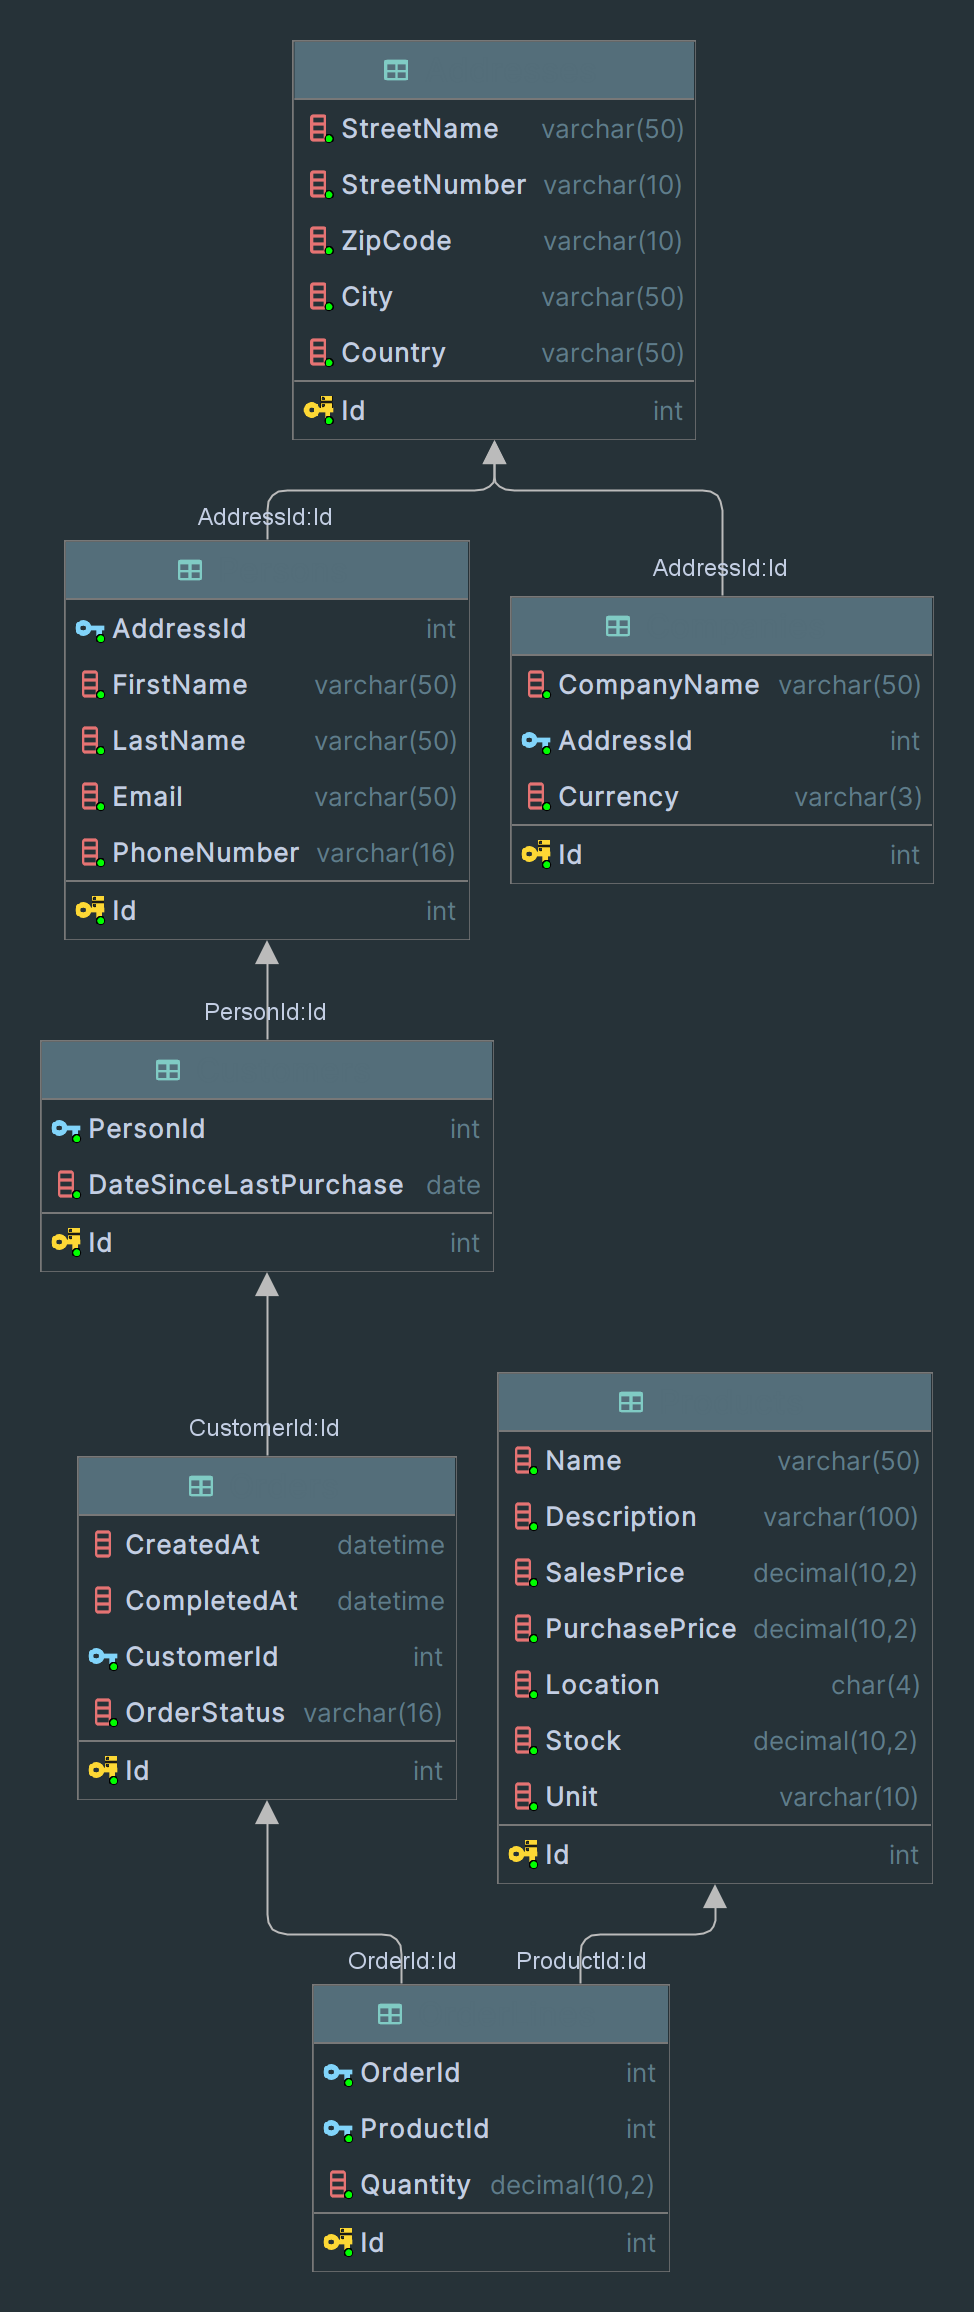 StreetName varchar(50)
StreetNumber varchar(10)
ZipCode varchar(10)
City varchar(50)
Country varchar(50)
Id int
AddressId:Id
AddressId:Id
AddressId int
FirstName varchar(50)
LastName varchar(50)
Email varchar(50)
PhoneNumber varchar(16)
Id int
CompanyName varchar(50)
AddressId int
Currency varchar(3)
Id int
PersonId:Id
PersonId int
DateSinceLastPurchase date
Id int
CustomerId:Id
CreatedAt datetime
CompletedAt datetime
CustomerId int
OrderStatus varchar(16)
Id int
Name varchar(50)
Description varchar(100)
SalesPrice decimal(10,2)
PurchasePrice decimal(10,2)
Location char(4)
Stock decimal(10,2)
Unit varchar(10)
Id int
OrderId:Id
ProductId:Id
OrderId int
ProductId int
Quantity decimal(10,2)
Id int